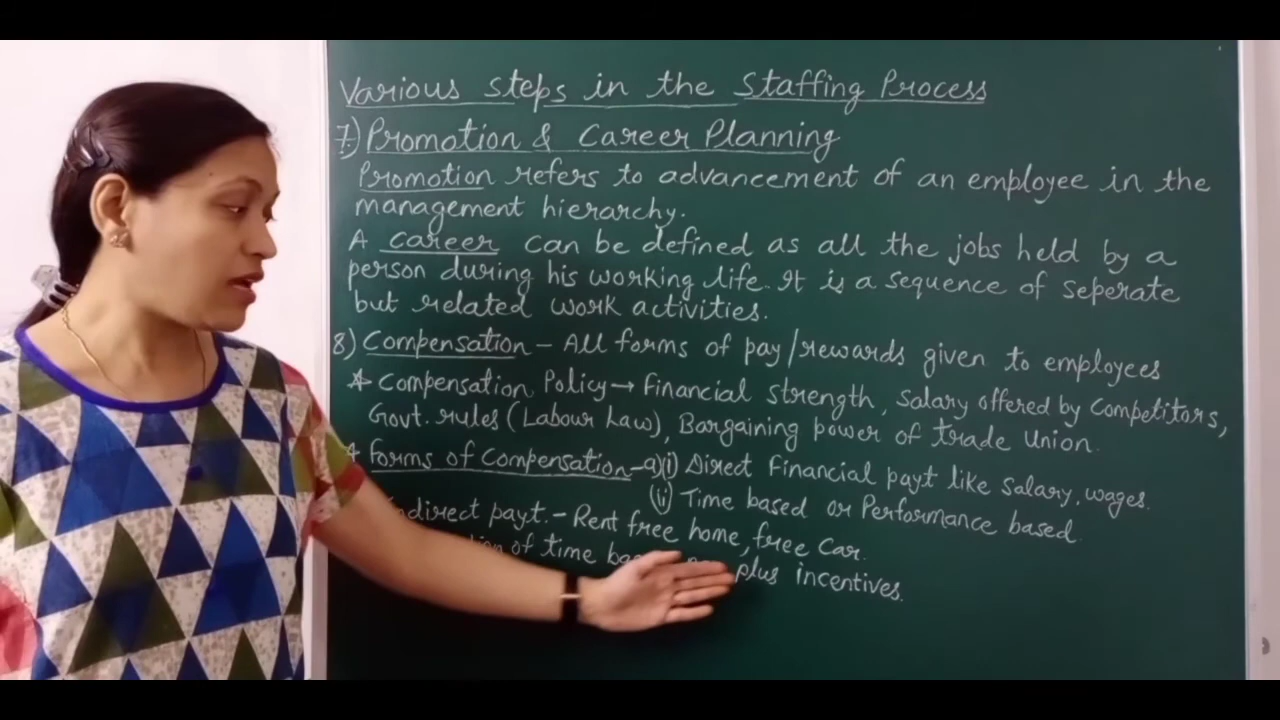 Various steps in the Staffing Process
7.) Promotion & Career Planning
Promotion refers to advancement of an employee in the
management hierarchy.
A career can be defined as all the jobs held by a
person during his working life. It is a sequence of seperate
but related work activities.
8) Compensation - All forms of pay/rewards given to employees
* Compensation Policy → Financial strength, Salary offered by Competitors,
Govt. rules (Labour Law), Bargaining power of trade Union.
* Forms of Compensation - a)(i) Direct Financial payt like salary, wages.
(ii) Time based or Performance based.
payt. - Rent free home, free Car.
of time plus incentives.